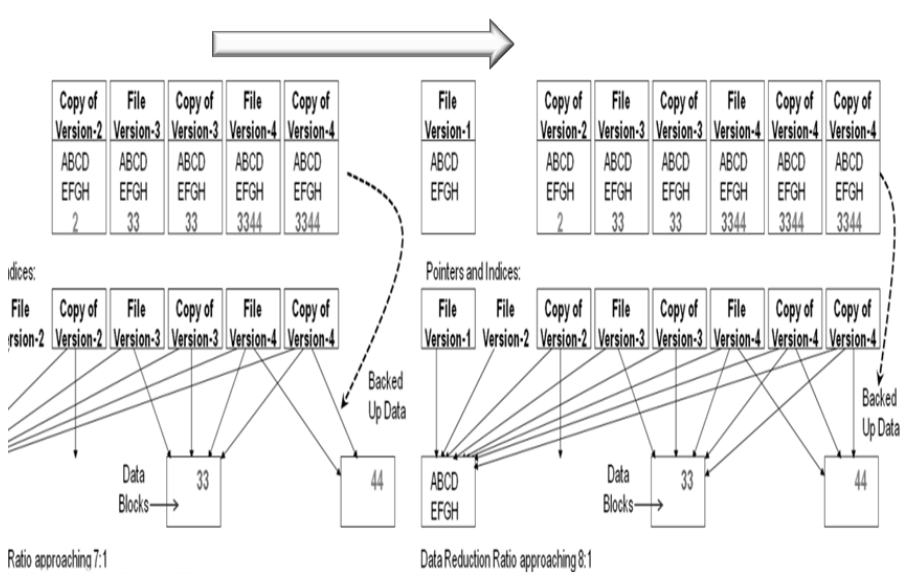 Copy of Version-2
File Version-3
Copy of Version-3
File Version-4
Copy of Version-4
ABCD ABCD ABCD ABCD ABCD
EFGH EFGH EFGH EFGH EFGH
2 33 33 3344 3344
ndices:
File rsion-2
Copy of Version-2
File Version-3
Copy of Version-3
File Version-4
Copy of Version-4
Backed
Up Data
Data
Blocks
33
44
Ratio approaching 7:1
File Version-1
Copy of Version-2
File Version-3
Copy of Version-3
File Version-4
Copy of Version-4
Copy of Version-4
ABCD ABCD ABCD ABCD ABCD ABCD ABCD
EFGH EFGH EFGH EFGH EFGH EFGH EFGH
2 33 33 3344 3344 3344
Pointers and Indices:
File Version-1
File Version-2
Copy of Version-2
File Version-3
Copy of Version-3
File Version-4
Copy of Version-4
Copy of Version-4
Backed
Up Data
ABCD
EFGH
Data
Blocks
33
44
Data Reduction Ratio approaching 8:1